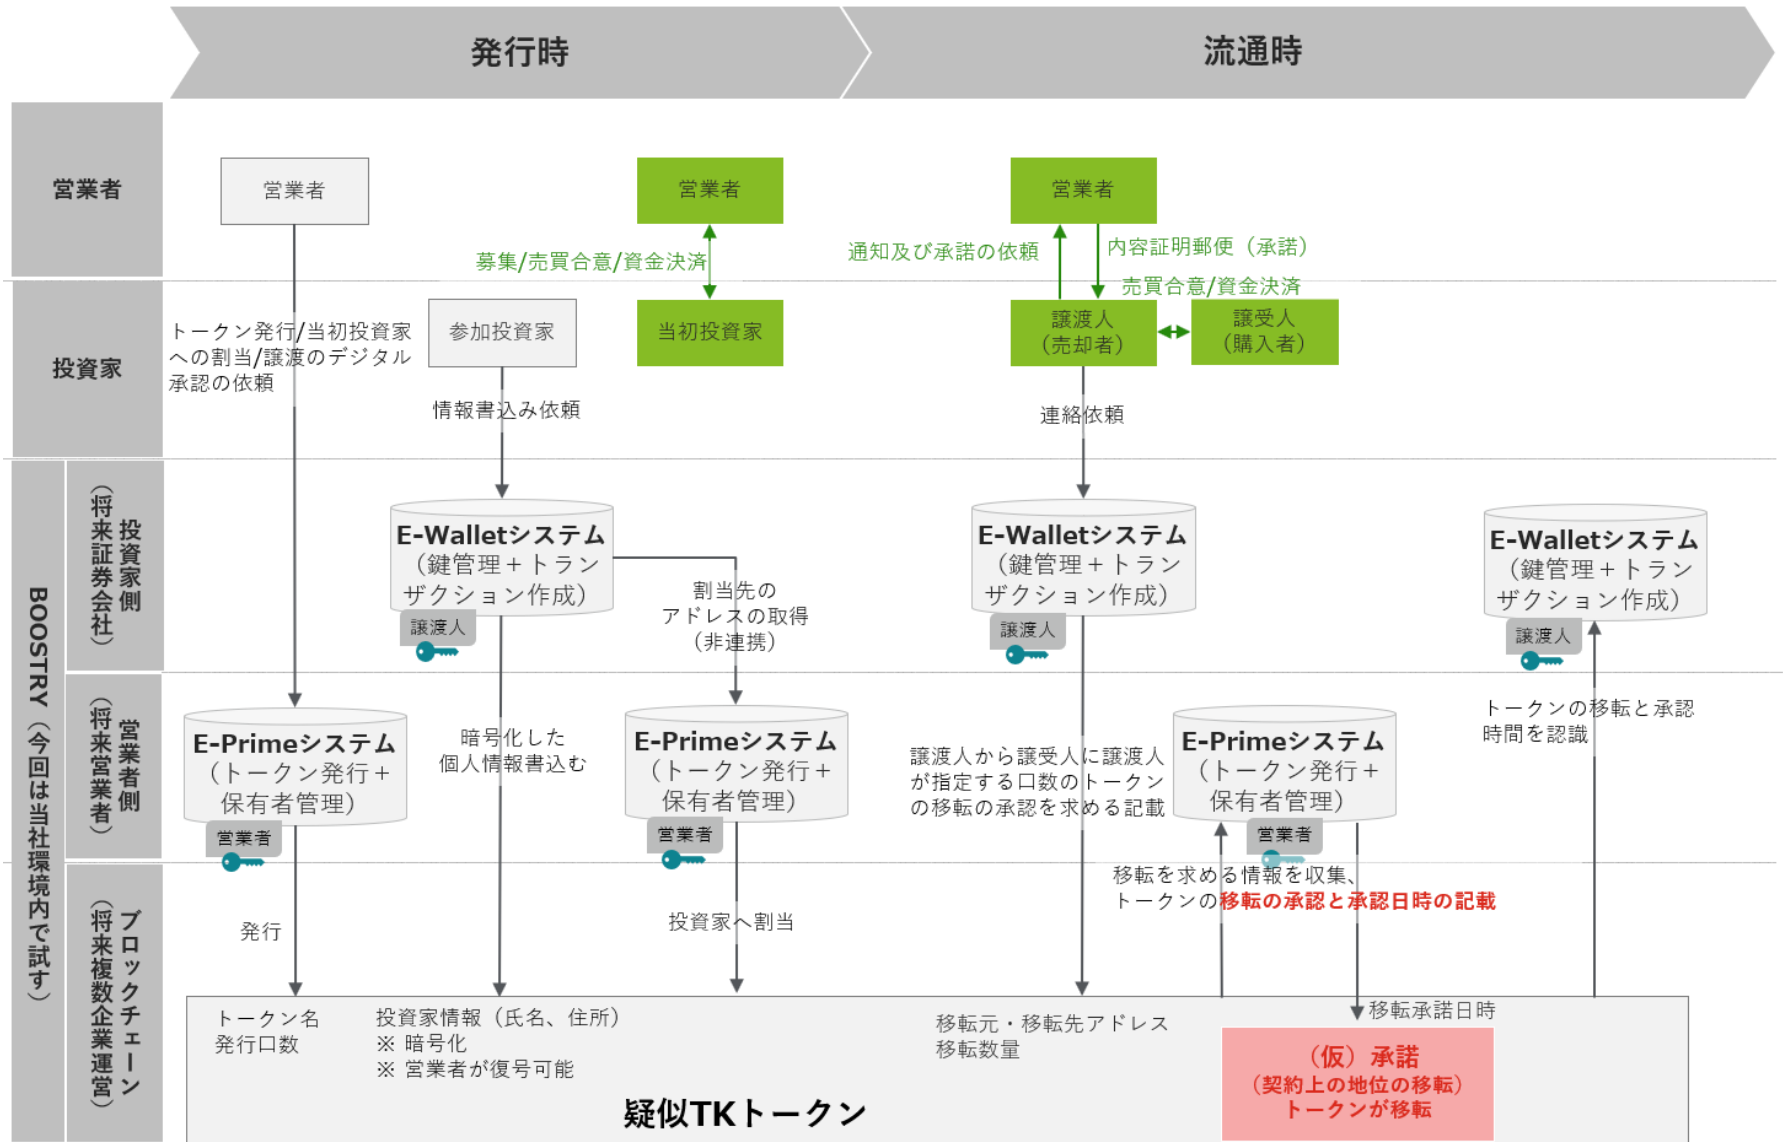 発行時
流通時
営業者
営業者
営業者
営業者
募集/売買合意/資金決済
通知及び承諾の依頼
内容証明郵便（承諾）
売買合意/資金決済
投資家
トークン発行/当初投資家
への割当/譲渡のデジタル
承認の依頼
参加投資家
当初投資家
譲渡人
（売却者）
譲受人
（購入者）
情報書込み依頼
連絡依頼
BOOSTRY（今回は当社環境内で試す）
投資家側
（将来証券会社）
E-Walletシステム
（鍵管理＋トラン
ザクション作成）
譲渡人
割当先の
アドレスの取得
（非連携）
E-Walletシステム
（鍵管理＋トラン
ザクション作成）
譲渡人
E-Walletシステム
（鍵管理＋トラン
ザクション作成）
譲渡人
営業者側
（将来営業者）
E-Primeシステム
（トークン発行＋
保有者管理）
営業者
暗号化した
個人情報書込む
E-Primeシステム
（トークン発行＋
保有者管理）
営業者
譲渡人から譲受人に譲渡人
が指定する口数のトークン
の移転の承認を求める記載
E-Primeシステム
（トークン発行＋
保有者管理）
営業者
トークンの移転と承認
時間を認識
ブロックチェーン
（将来複数企業運営）
発行
投資家へ割当
移転を求める情報を収集、
トークンの移転の承認と承認日時の記載
トークン名
発行口数
投資家情報（氏名、住所）
※ 暗号化
※ 営業者が復号可能
移転元・移転先アドレス
移転数量
移転承諾日時
（仮）承諾
（契約上の地位の移転）
トークンが移転
疑似TKトークン